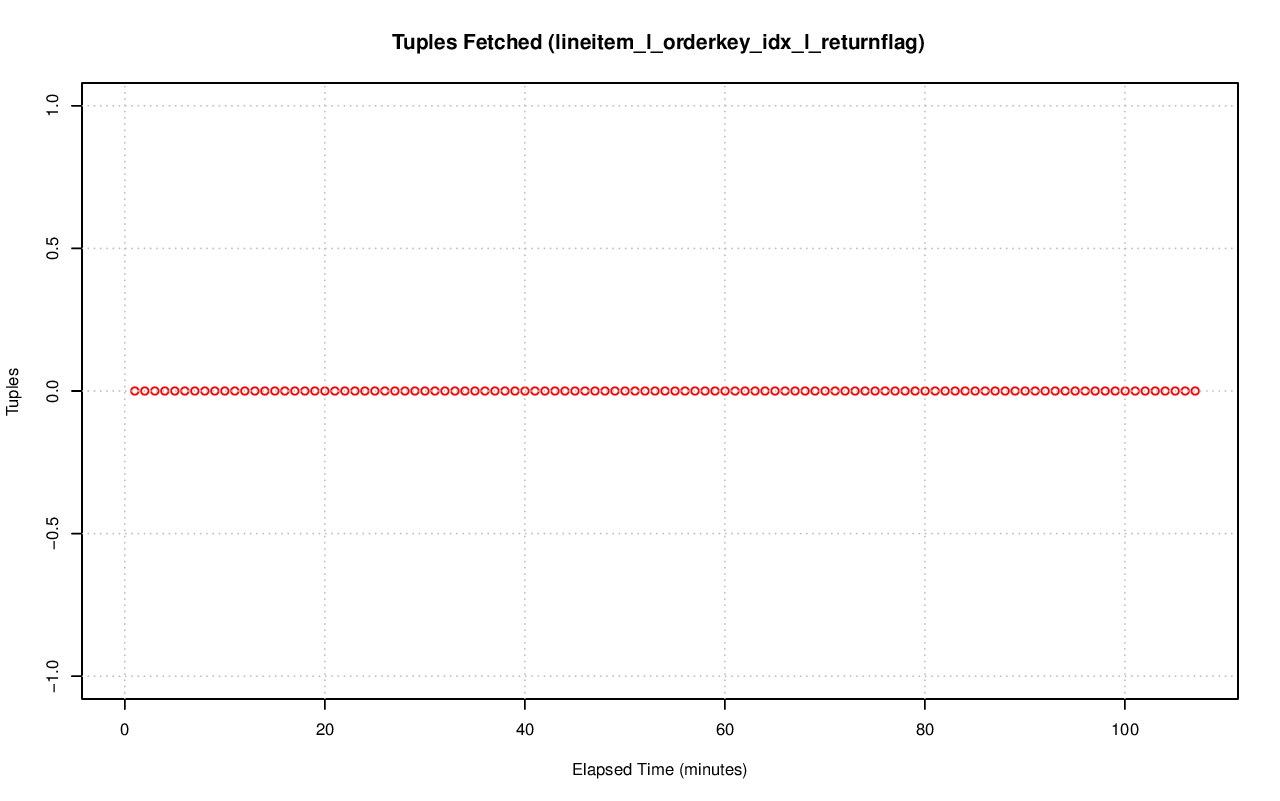 Tuples Fetched (lineitem_l_orderkey_idx_l_returnflag)
1.0
0.5
0.0
−0.5
−1.0
Tuples
0 20 40 60 80 100
Elapsed Time (minutes)